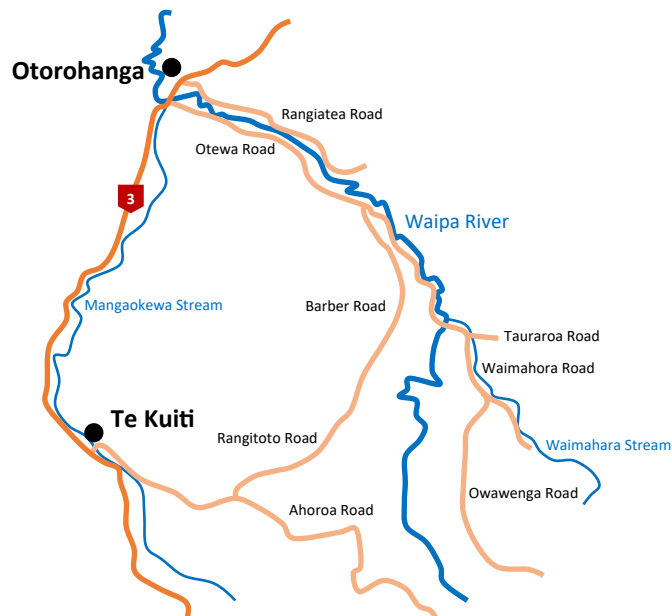 Otorohanga
Rangiatea Road
Otewa Road
3
Waipa River
Mangaokewa Stream
Barber Road
Tauraroa Road
Waimahora Road
Te Kuiti
Rangitoto Road
Waimahara Stream
Owawenga Road
Ahoroa Road